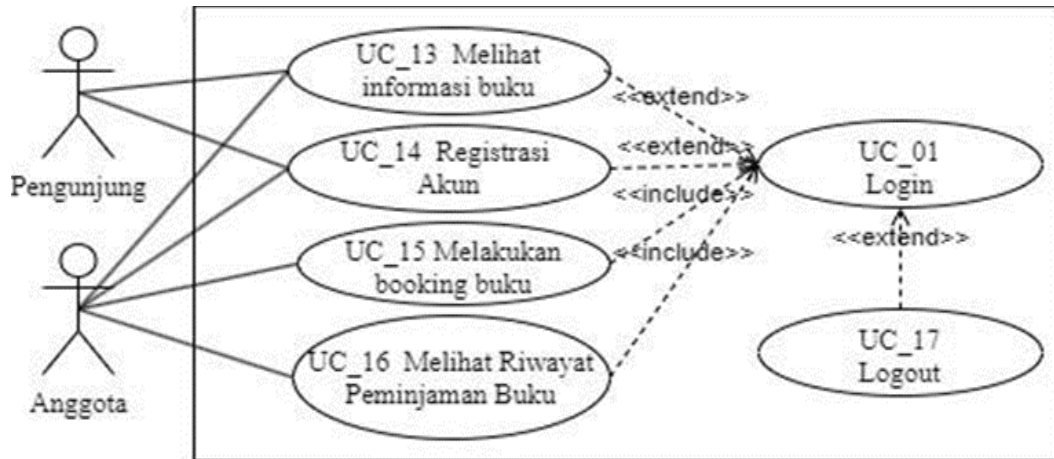 UC_13 Melihat
informasi buku
<<extend>>
Pengunjung
UC_14 Registrasi
Akun
<<extend>>
UC_01
Login
<<include>>
UC_15 Melakukan
booking buku
<<include>>
<<extend>>
Anggota
UC_16 Melihat Riwayat
Peminjaman Buku
UC_17
Logout